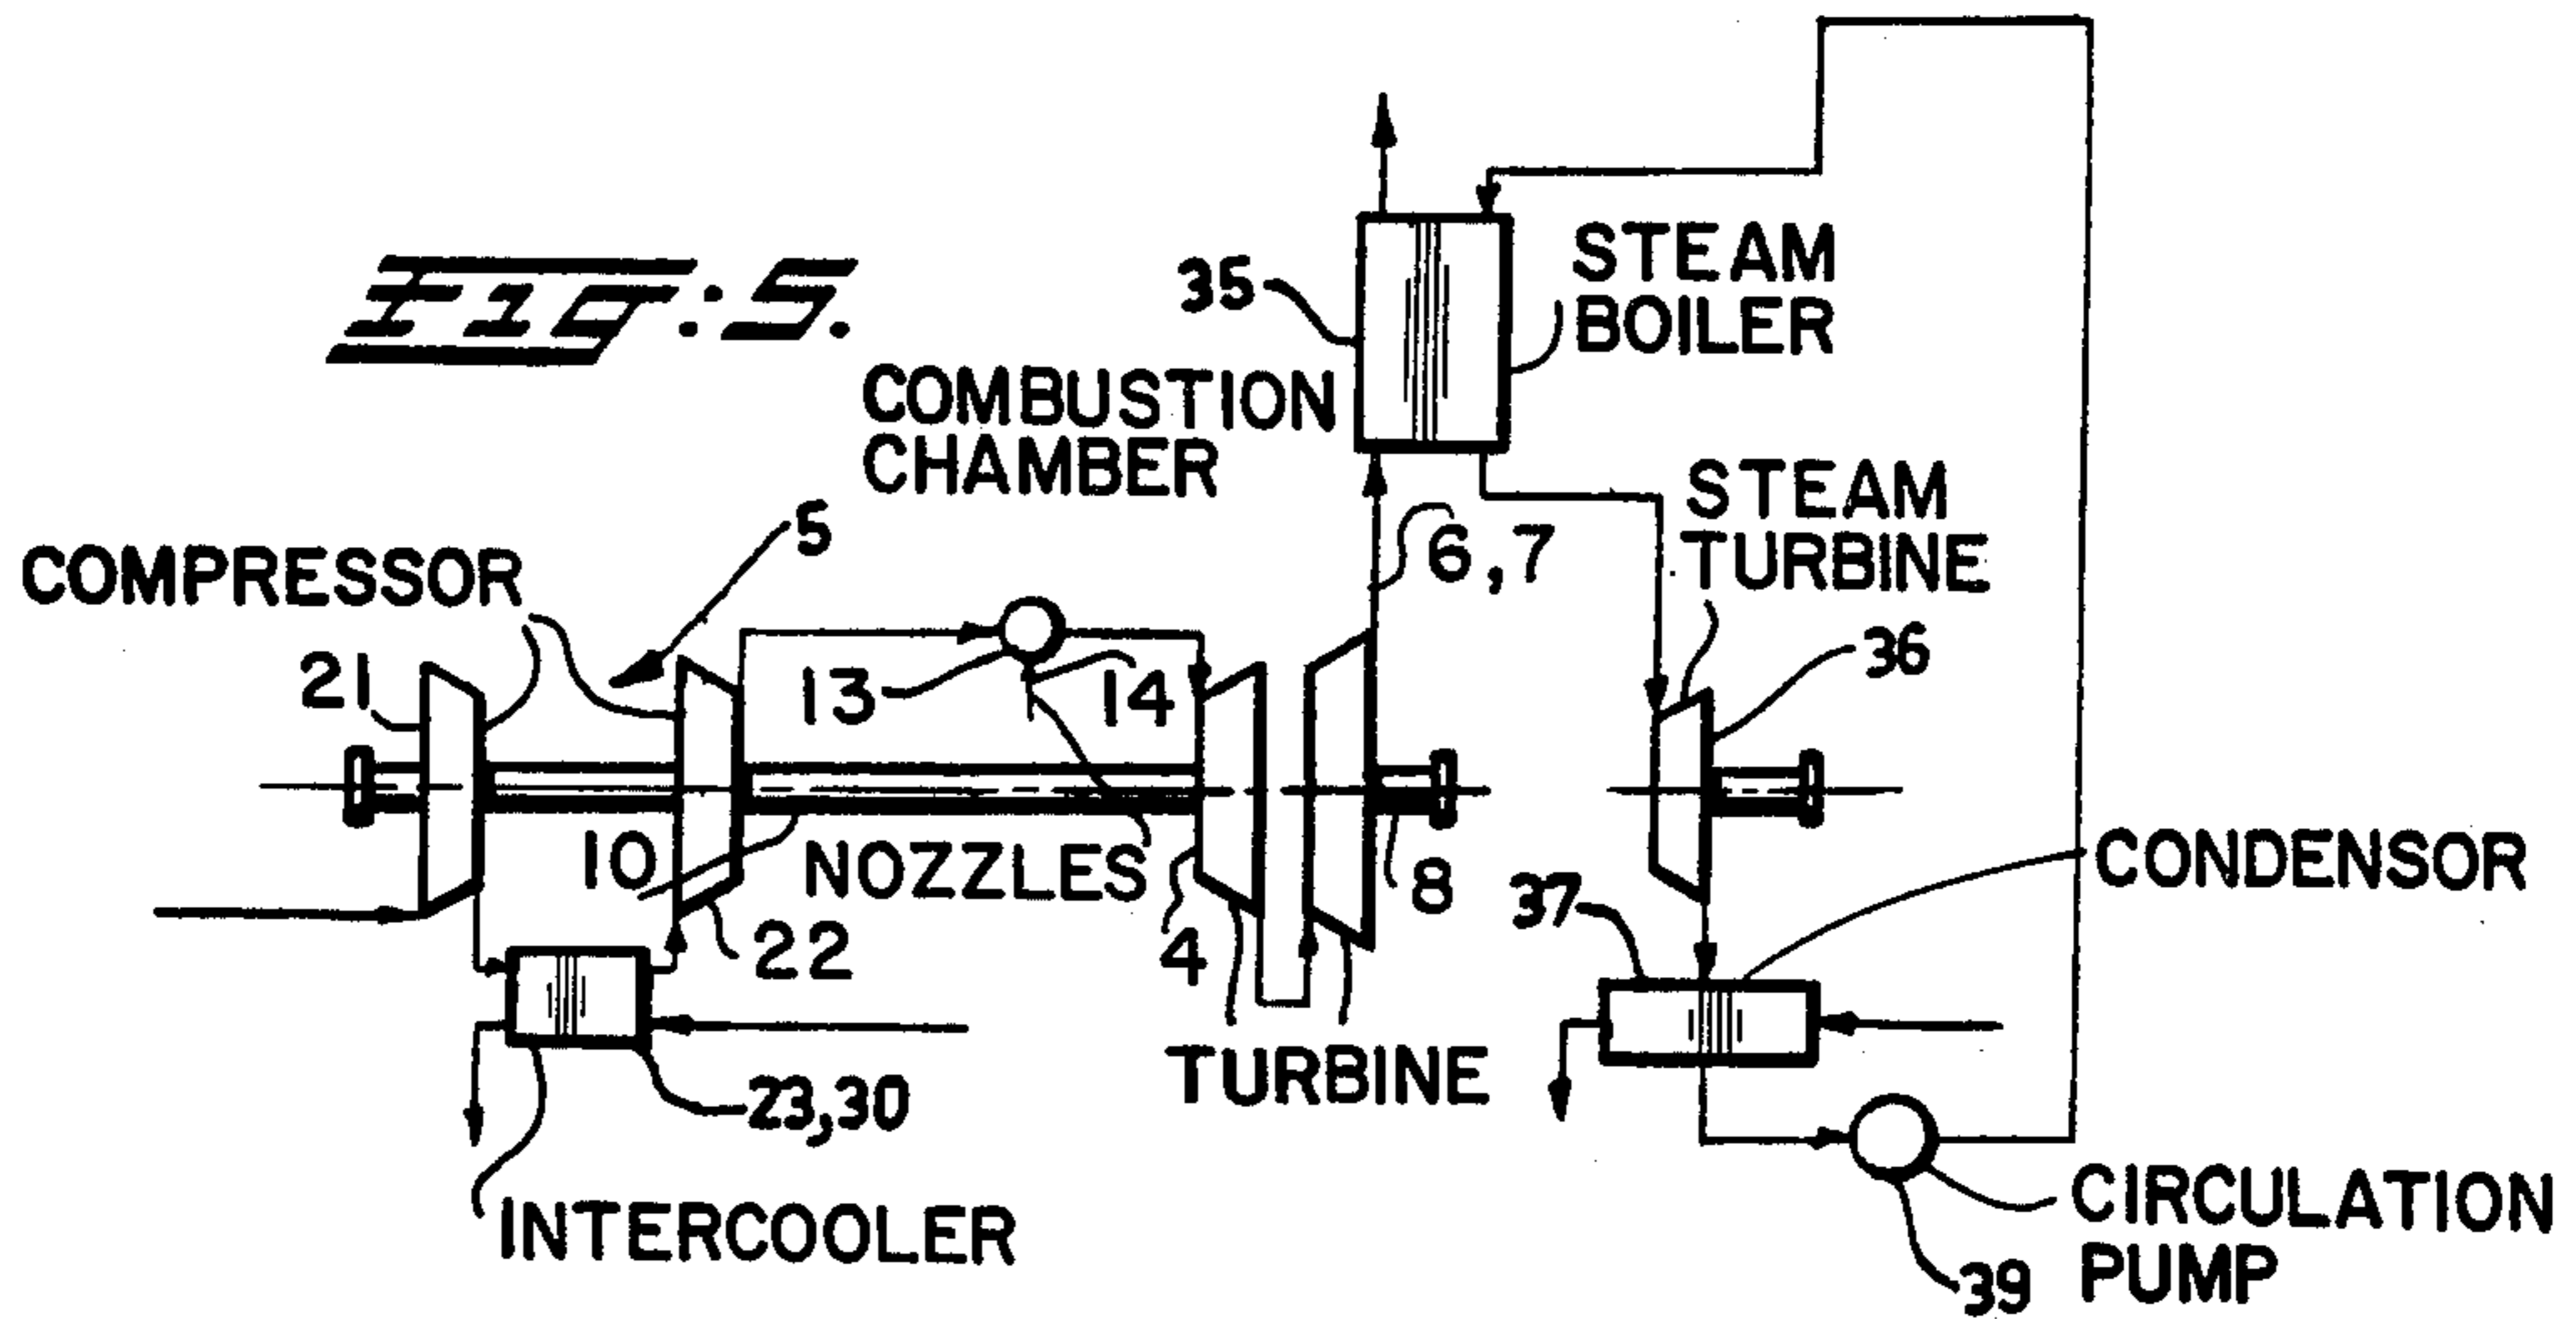 Fig: 5.
35
STEAM
BOILER
COMBUSTION
CHAMBER
STEAM
TURBINE
5
6,7
COMPRESSOR
21
13
14
36
10
NOZZLES
4
8
22
37
CONDENSOR
23,30
TURBINE
INTERCOOLER
CIRCULATION
PUMP
39